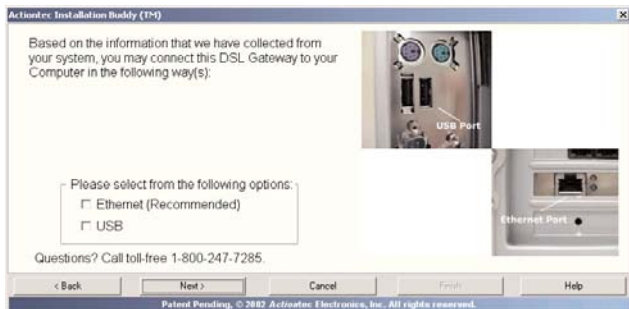 Actiontec Installation Buddy (TM)
Based on the information that we have collected from
your system, you may connect this DSL Gateway to your
Computer in the following way(s):
USB Port
Ethernet Port
Please select from the following options:
Ethernet (Recommended)
USB
Questions? Call toll-free 1-800-247-7285.
< Back
Next >
Cancel
Finish
Help
Patent Pending, © 2002 Actiontec Electronics, Inc. All rights reserved.